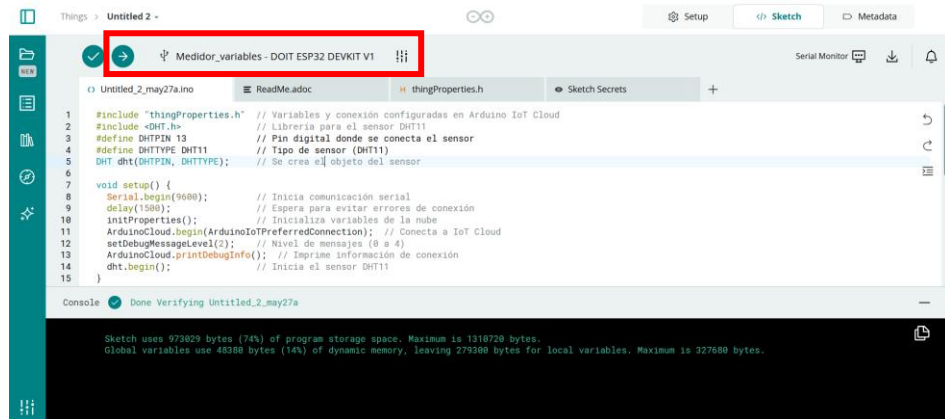 Things > Untitled 2
Setup
</> Sketch
Metadata
NEW
Medidor_variables - DOIT ESP32 DEVKIT V1
Serial Monitor
<> Untitled_2_may27a.ino
ReadMe.adoc
H thingProperties.h
Sketch Secrets
+
1 #include "thingProperties.h" // Variables y conexión configuradas en Arduino IoT Cloud
2 #include <DHT.h> // Librería para el sensor DHT11
3 #define DHTPIN 13 // Pin digital donde se conecta el sensor
4 #define DHTTYPE DHT11 // Tipo de sensor (DHT11)
5 DHT dht(DHTPIN, DHTTYPE); // Se crea el objeto del sensor
6
7 void setup() {
8 Serial.begin(9600); // Inicia comunicación serial
9 delay(1500); // Espera para evitar errores de conexión
10 initProperties(); // Inicializa variables de la nube
11 ArduinoCloud.begin(ArduinoIoTPreferredConnection); // Conecta a IoT Cloud
12 setDebugMessageLevel(2); // Nivel de mensajes (0 a 4)
13 ArduinoCloud.printDebugInfo(); // Imprime información de conexión
14 dht.begin(); // Inicia el sensor DHT11
15 }
Console Done Verifying Untitled_2_may27a
Sketch uses 973029 bytes (74%) of program storage space. Maximum is 1310720 bytes.
Global variables use 48380 bytes (14%) of dynamic memory, leaving 279300 bytes for local variables. Maximum is 327680 bytes.